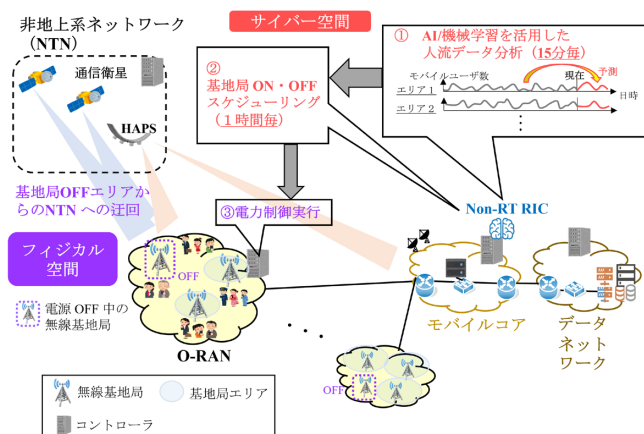 非地上系ネットワーク
（NTN）
通信衛星
HAPS
サイバー空間
① AI/機械学習を活用した
人流データ分析（15分毎）
モバイルユーザ数
現在
予測
エリア 1
日時
エリア 2
⋮
②
基地局 ON・OFF
スケジューリング
（１時間毎）
基地局OFFエリアか
らのNTN への迂回
③電力制御実行
Non-RT RIC
フィジカル
空間
OFF
電源 OFF 中の
無線基地局
O-RAN
モバイルコア
データ
ネット
ワーク
・・・
OFF
無線基地局
基地局エリア
コントローラ